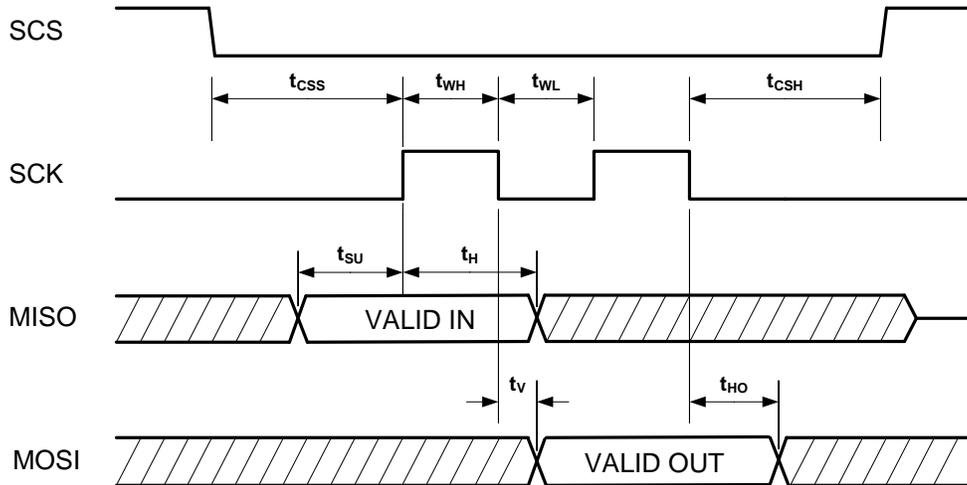 SCS
tCSS tWH tWL tCSH
SCK
tSU tH
MISO VALID IN
tV tHO
MOSI VALID OUT